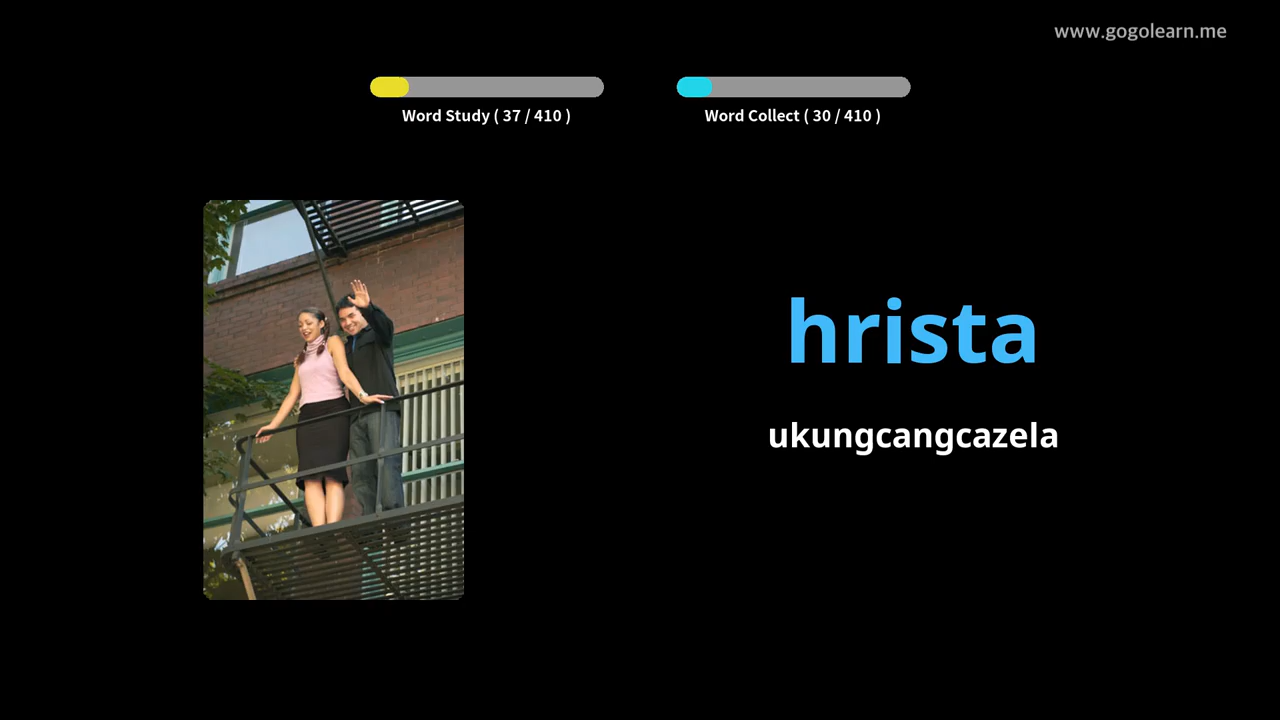 www.gogolearn.me
Word Study ( 37 / 410 )
Word Collect ( 30 / 410 )
hrista
ukungcangcazela